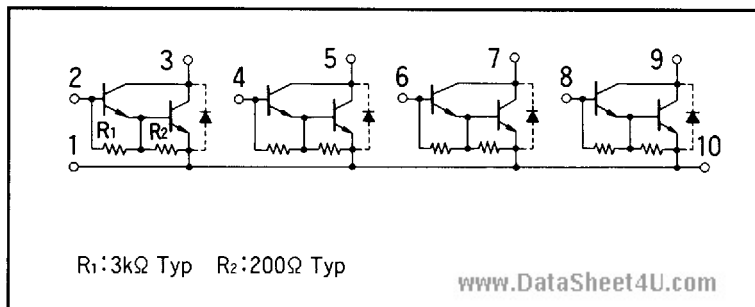 3 5 7 9
2 4 6 8
R₁ R₂
1 10
R₁:3kΩ Typ R₂:200Ω Typ
www.DataSheet4U.com